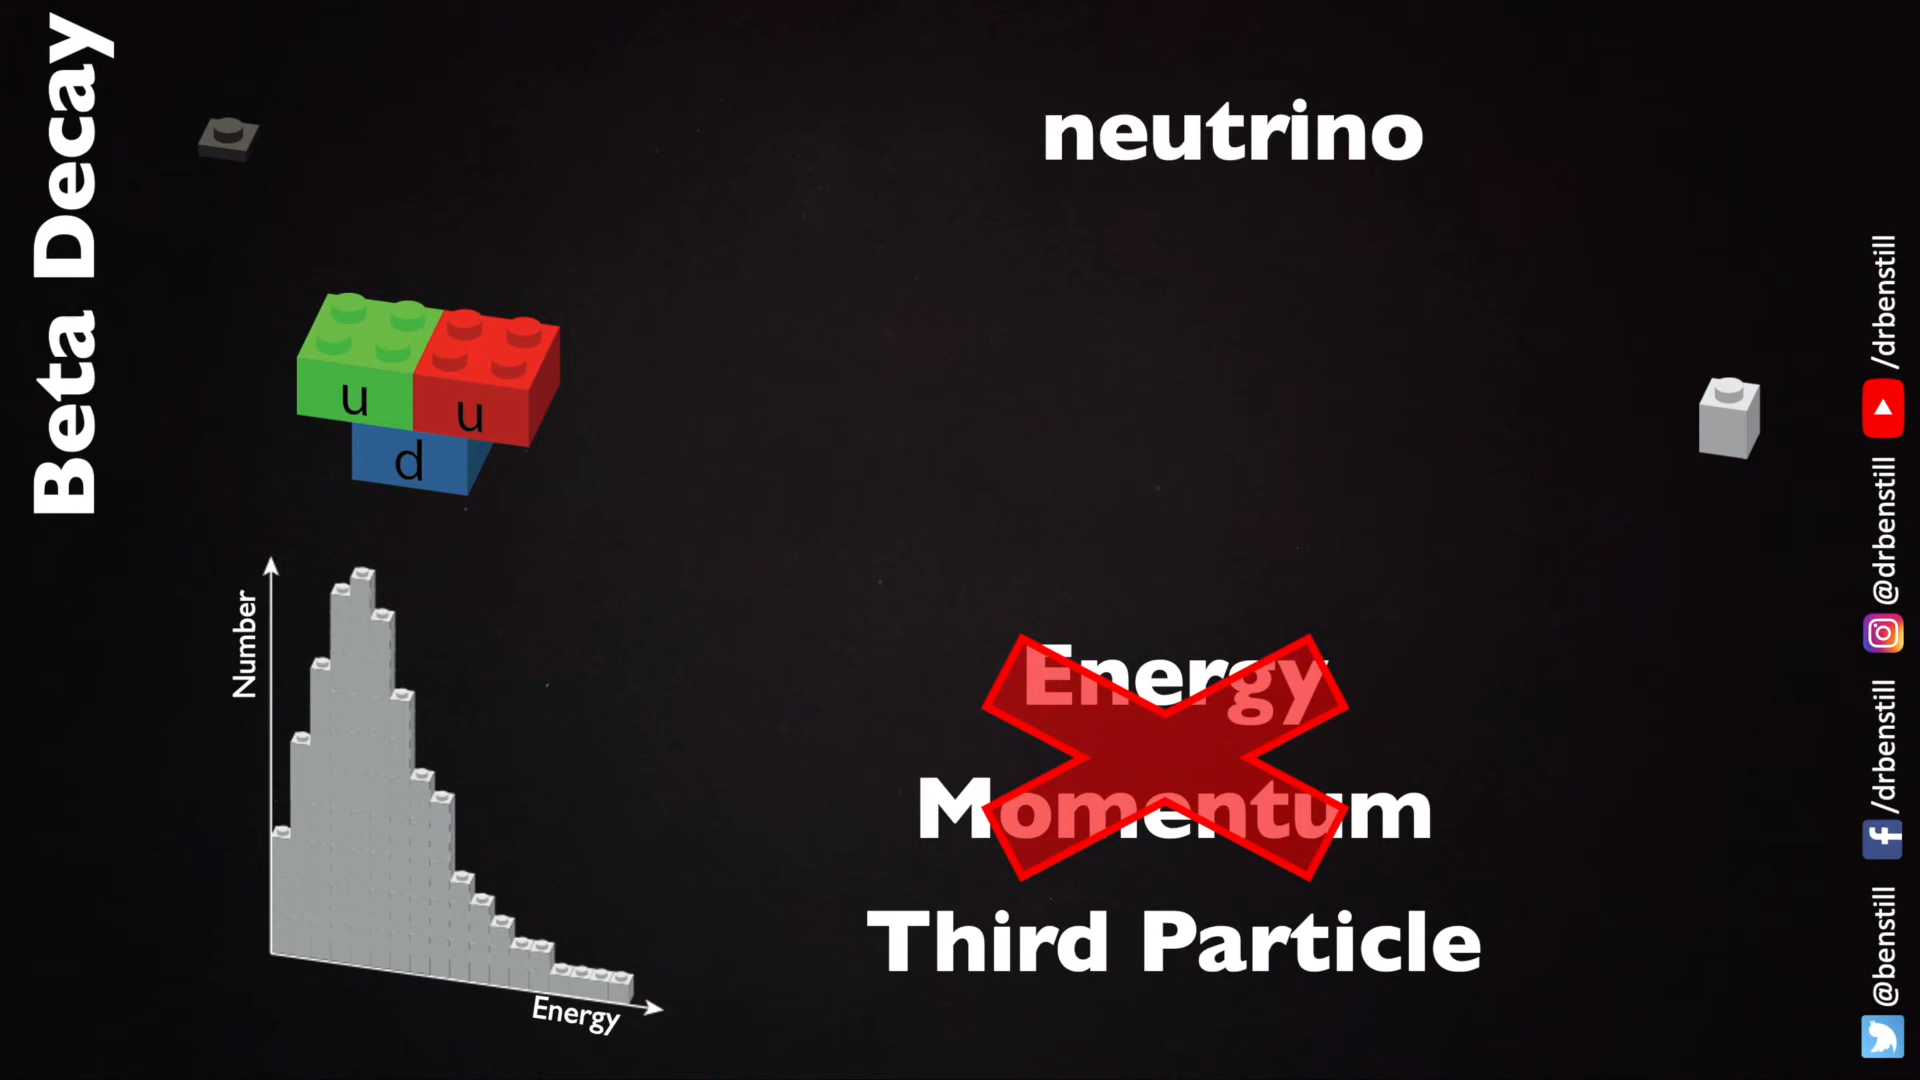 Beta Decay
neutrino
u
u
d
Number
Energy
Energy
Momentum
Third Particle
/drbenstill
@drbenstill
/drbenstill
@benstill